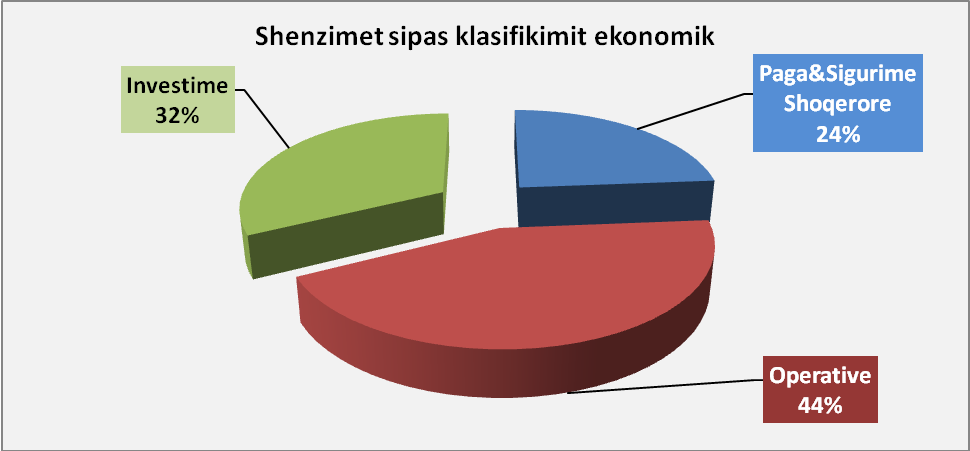 Shenzimet sipas klasifikimit ekonomik
Investime
32%
Paga&Sigurime
Shoqerore
24%
Operative
44%